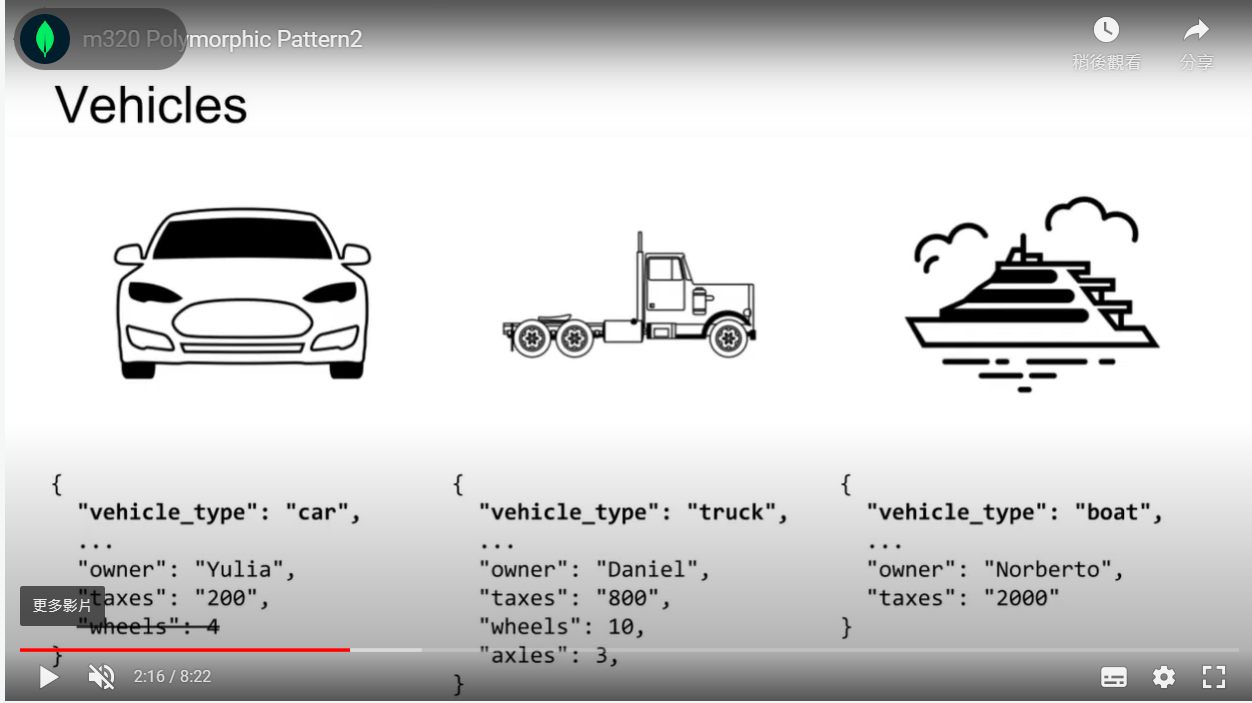 m320 Polymorphic Pattern2
稍後觀看
分享
Vehicles
{
"vehicle_type": "car",
...
"owner": "Yulia",
"taxes": "200",
"wheels": 4
}
{
"vehicle_type": "truck",
...
"owner": "Daniel",
"taxes": "800",
"wheels": 10,
"axles": 3,
}
{
"vehicle_type": "boat",
...
"owner": "Norberto",
"taxes": "2000"
}
更多影片
2:16 / 8:22